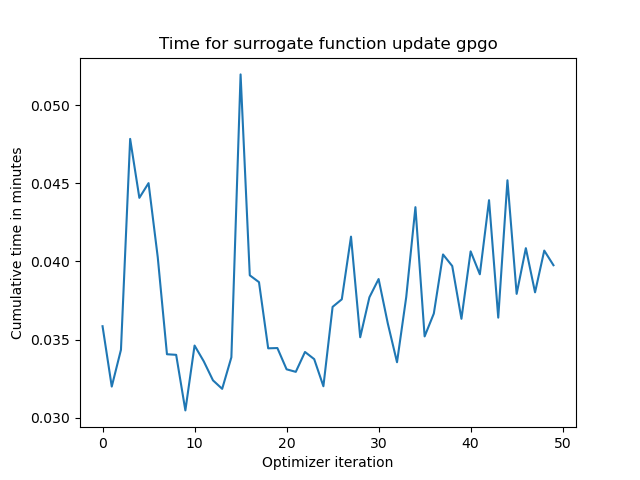 Time for surrogate function update gpgo
0.050
0.045
0.040
0.035
0.030
Cumulative time in minutes
0 10 20 30 40 50
Optimizer iteration